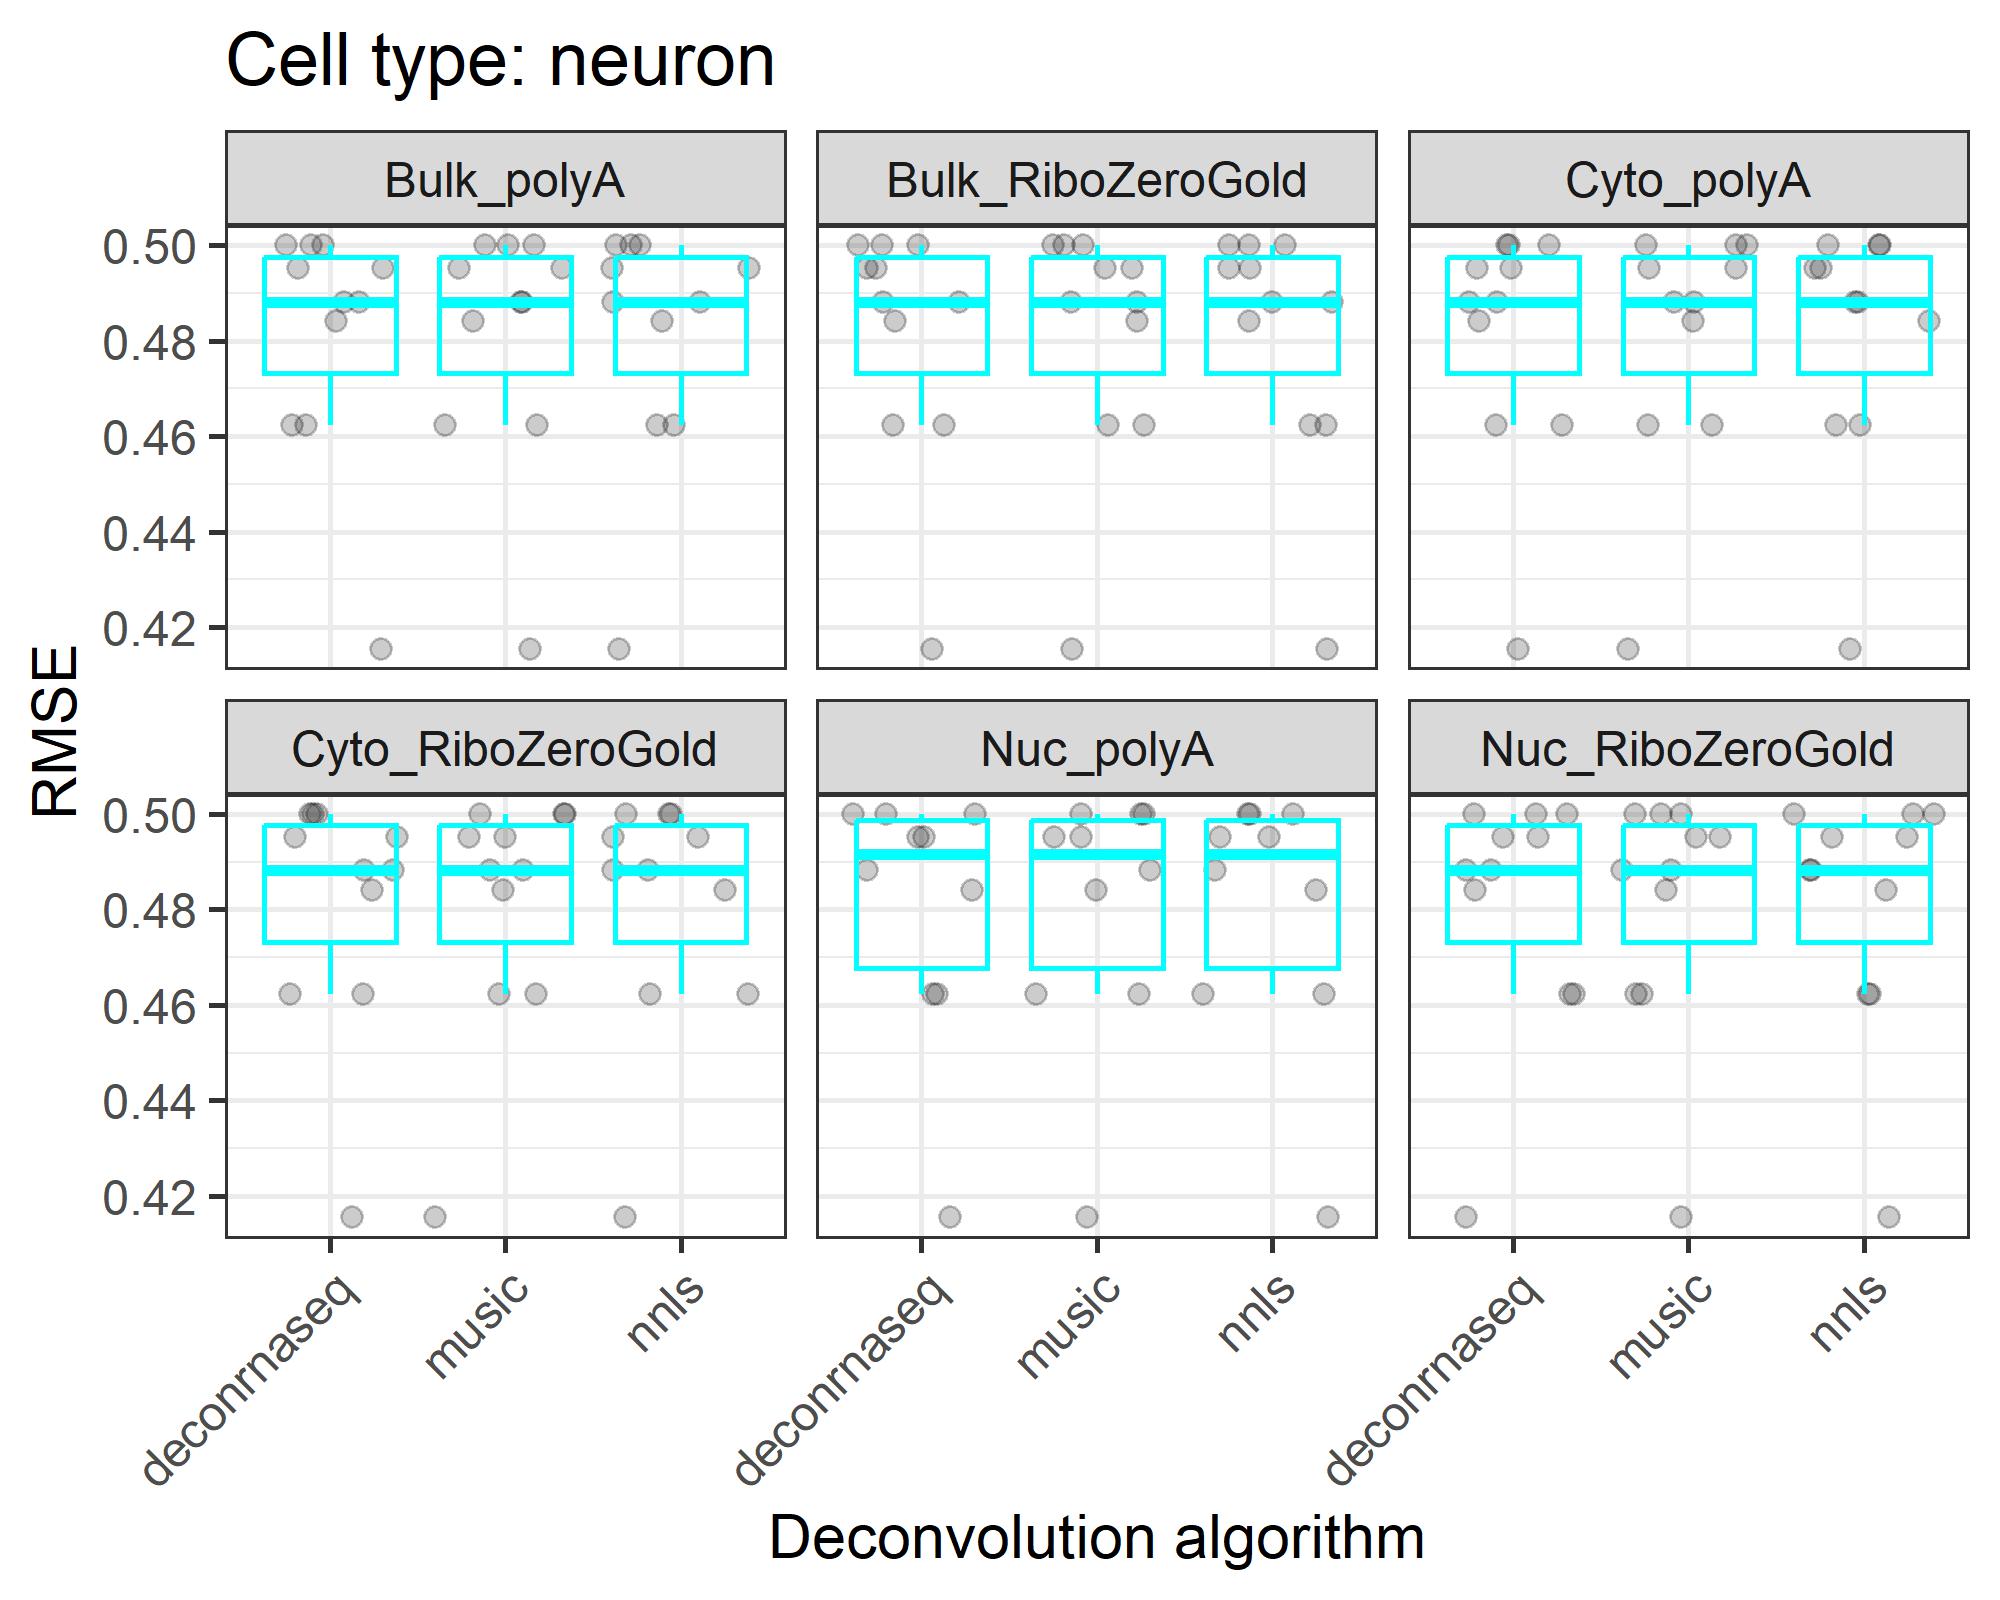 Cell type: neuron
Bulk_polyA
Bulk_RiboZeroGold
Cyto_polyA
0.50
0.48
0.46
0.44
0.42
RMSE
Cyto_RiboZeroGold
Nuc_polyA
Nuc_RiboZeroGold
0.50
0.48
0.46
0.44
0.42
deconrnaseq
music
nnls
deconrnaseq
music
nnls
deconrnaseq
music
nnls
Deconvolution algorithm